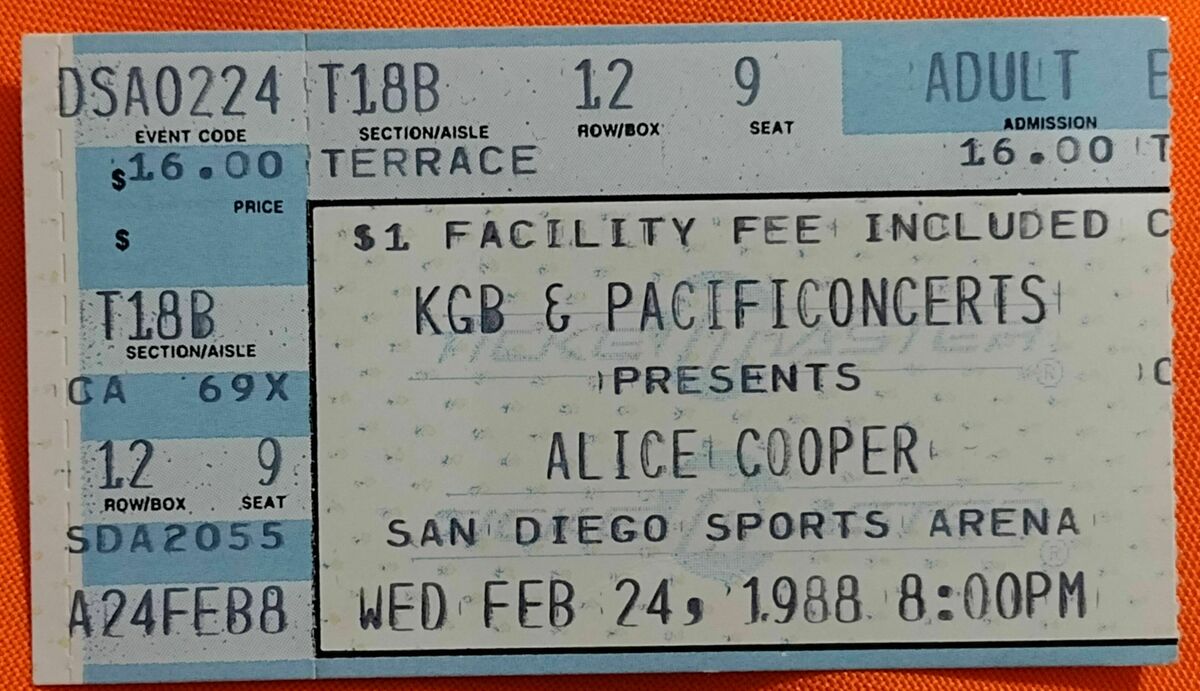 DSA0224
EVENT CODE
$16.00
PRICE
$
T18B
SECTION/AISLE
CA 69X
12 9
ROW/BOX SEAT
SDA2055
A24FEB8
T18B 12 9 ADULT E
SECTION/AISLE ROW/BOX SEAT ADMISSION
TERRACE 16.00 T
$1 FACILITY FEE INCLUDED C
KGB & PACIFICONCERTS
TICKETMASTER
PRESENTS C
ALICE COOPER
SAN DIEGO SPORTS ARENA
WED FEB 24, 1988 8:00PM